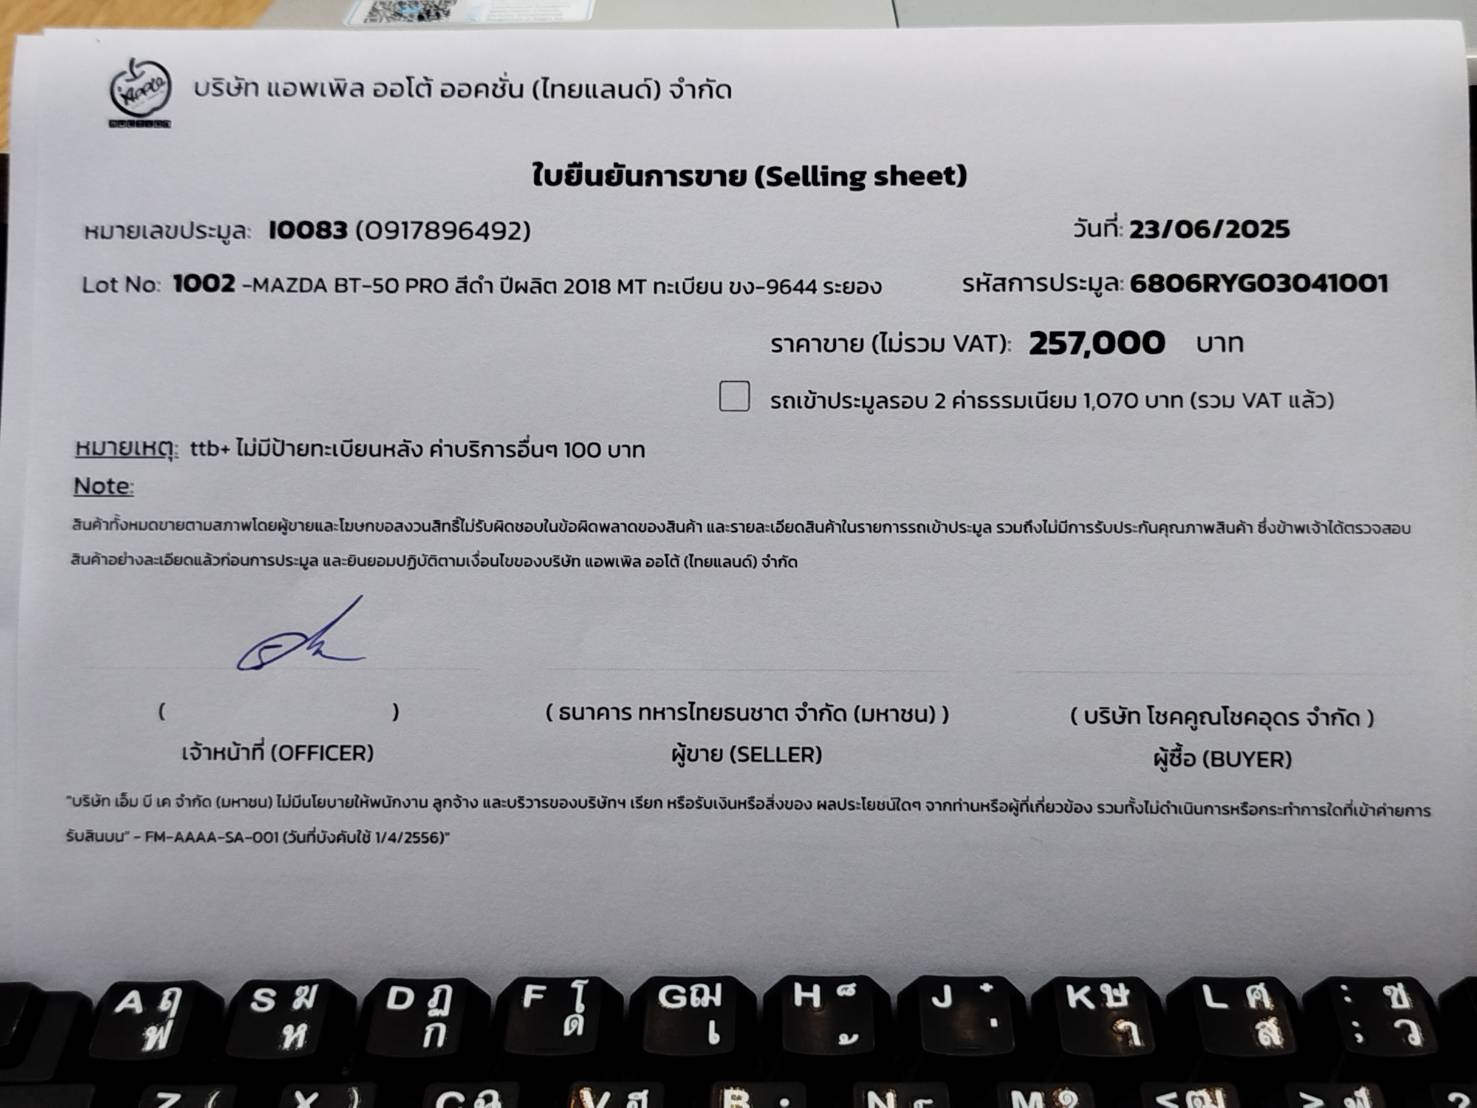 Apple
บริษัท แอพเพิล ออโต้ ออคชั่น (ไทยแลนด์) จำกัด
ใบยืนยันการขาย (Selling sheet)
หมายเลขประมูล: I0083 (0917896492) วันที่: 23/06/2025
Lot No: 1002 -MAZDA BT-50 PRO สีดำ ปีผลิต 2018 MT ทะเบียน ขง-9644 ระยอง รหัสการประมูล: 6806RYG03041001
ราคาขาย (ไม่รวม VAT): 257,000 บาท
รถเข้าประมูลรอบ 2 ค่าธรรมเนียม 1,070 บาท (รวม VAT แล้ว)
หมายเหตุ: ttb+ ไม่มีป้ายทะเบียนหลัง ค่าบริการอื่นๆ 100 บาท
Note:
สินค้าทั้งหมดขายตามสภาพโดยผู้ขายและโฆษกขอสงวนสิทธิ์ไม่รับผิดชอบในข้อผิดพลาดของสินค้า และรายละเอียดสินค้าในรายการรถเข้าประมูล รวมถึงไม่มีการรับประกันคุณภาพสินค้า ซึ่งข้าพเจ้าได้ตรวจสอบ
สินค้าอย่างละเอียดแล้วก่อนการประมูล และยินยอมปฏิบัติตามเงื่อนไขของบริษัท แอพเพิล ออโต้ (ไทยแลนด์) จำกัด
( ) ( ธนาคาร ทหารไทยธนชาต จำกัด (มหาชน) ) ( บริษัท โชคคูณโชคอุดร จำกัด )
เจ้าหน้าที่ (OFFICER) ผู้ขาย (SELLER) ผู้ซื้อ (BUYER)
"บริษัท เอ็ม บี เค จำกัด (มหาชน) ไม่มีนโยบายให้พนักงาน ลูกจ้าง และบริวารของบริษัทฯ เรียก หรือรับเงินหรือสิ่งของ ผลประโยชน์ใดๆ จากท่านหรือผู้ที่เกี่ยวข้อง รวมทั้งไม่ดำเนินการหรือกระทำการใดที่เข้าค่ายการ
รับสินบน" - FM-AAAA-SA-001 (วันที่บังคับใช้ 1/4/2556)"
A ฤ S ฆ D ฏ F โ G ฌ H ็ J ๋ K ษ L ศ : ซ
ฟ ห ก ด เ ้ ่ า ส ; ว
Z ( X ) C ฉ V ฮ B ฺ N ์ M < ฒ > ฬ ?